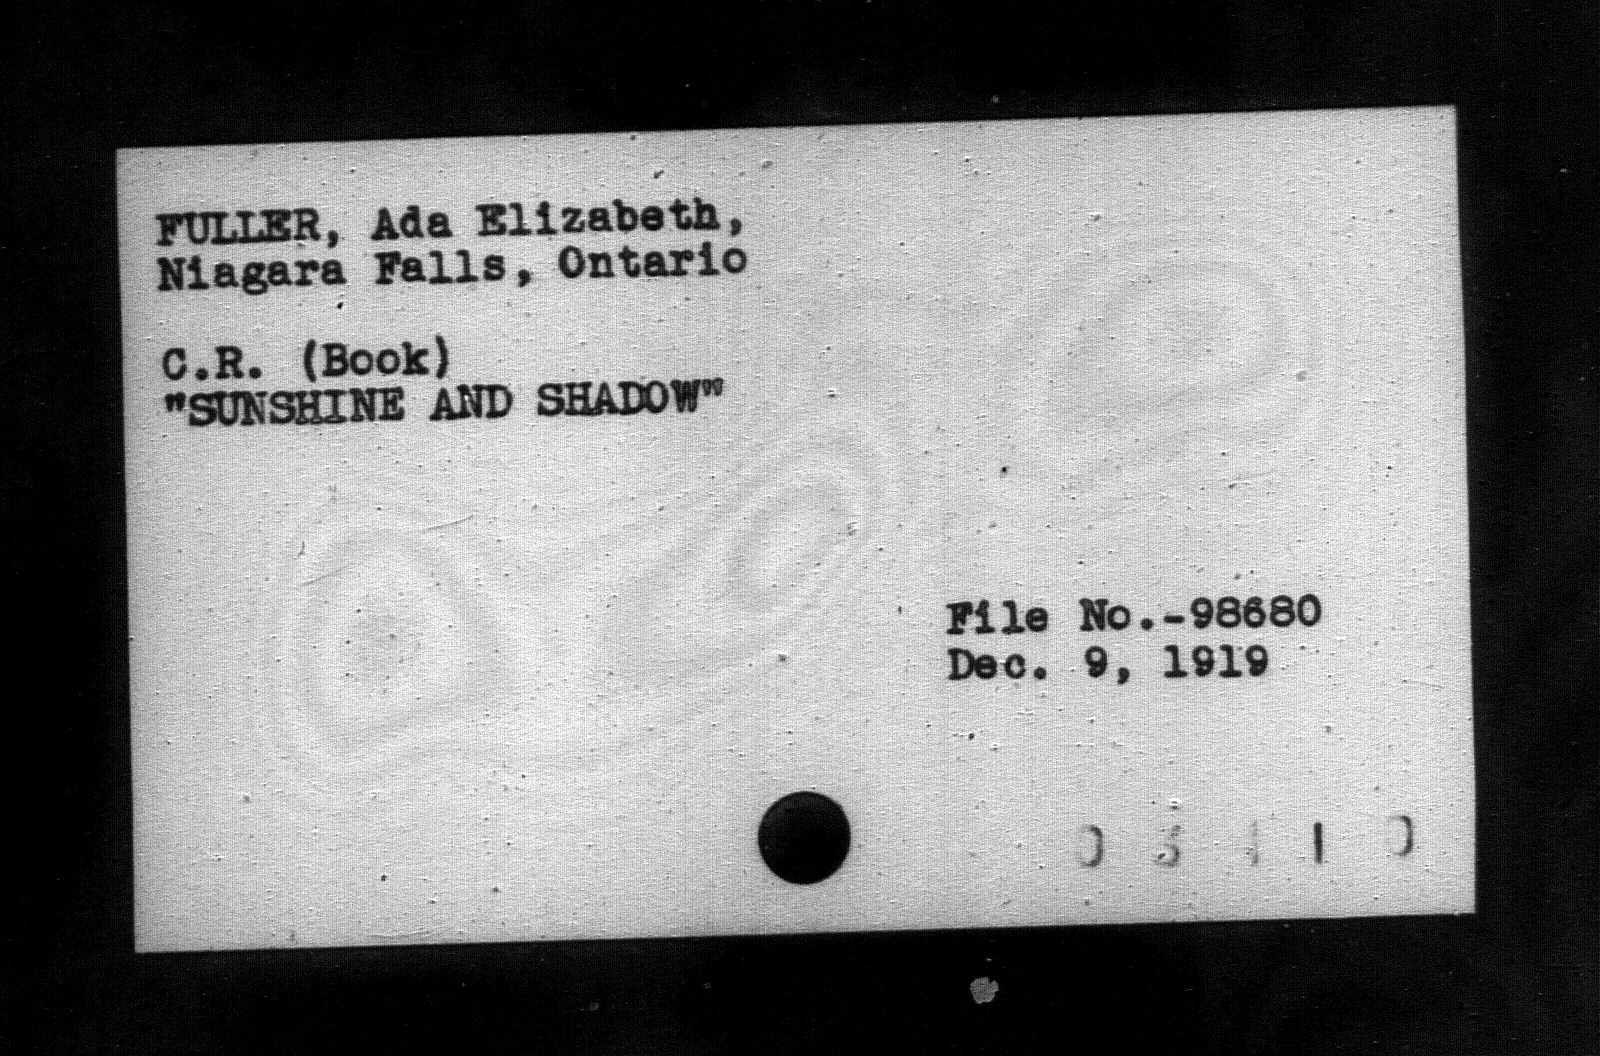 FULLER, Ada Elizabeth,
Niagara Falls, Ontario
C.R. (Book)
"SUNSHINE AND SHADOW"
File No.-98680
Dec. 9, 1919